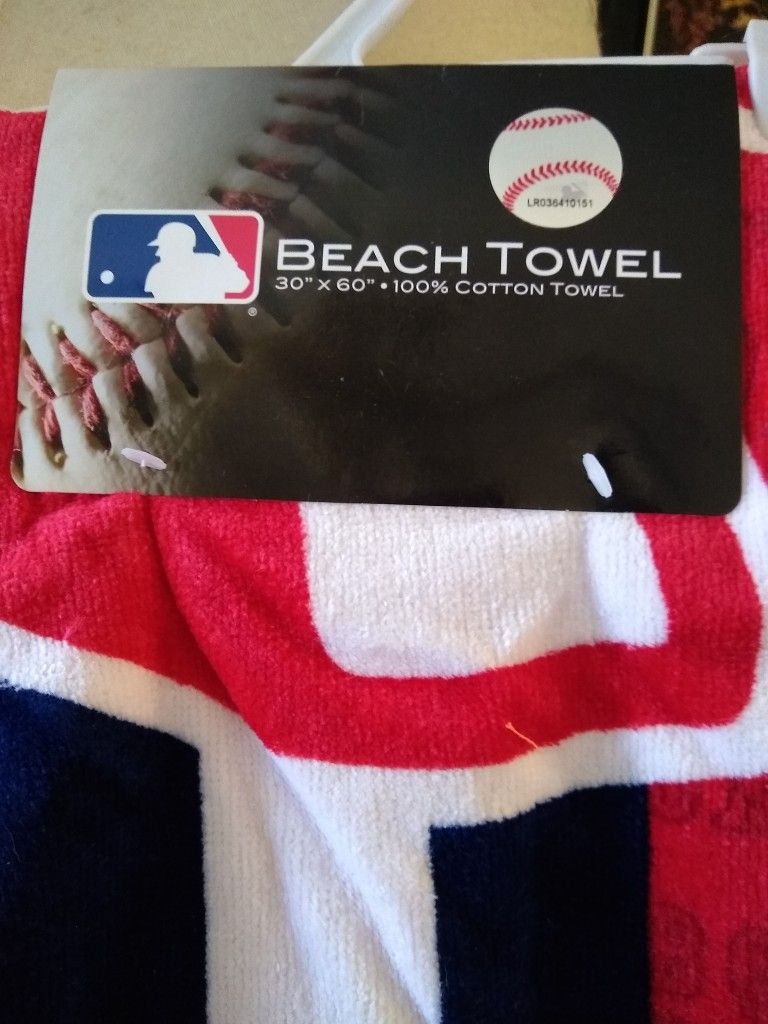 LR036410151
BEACH TOWEL
30" X 60" • 100% COTTON TOWEL
®